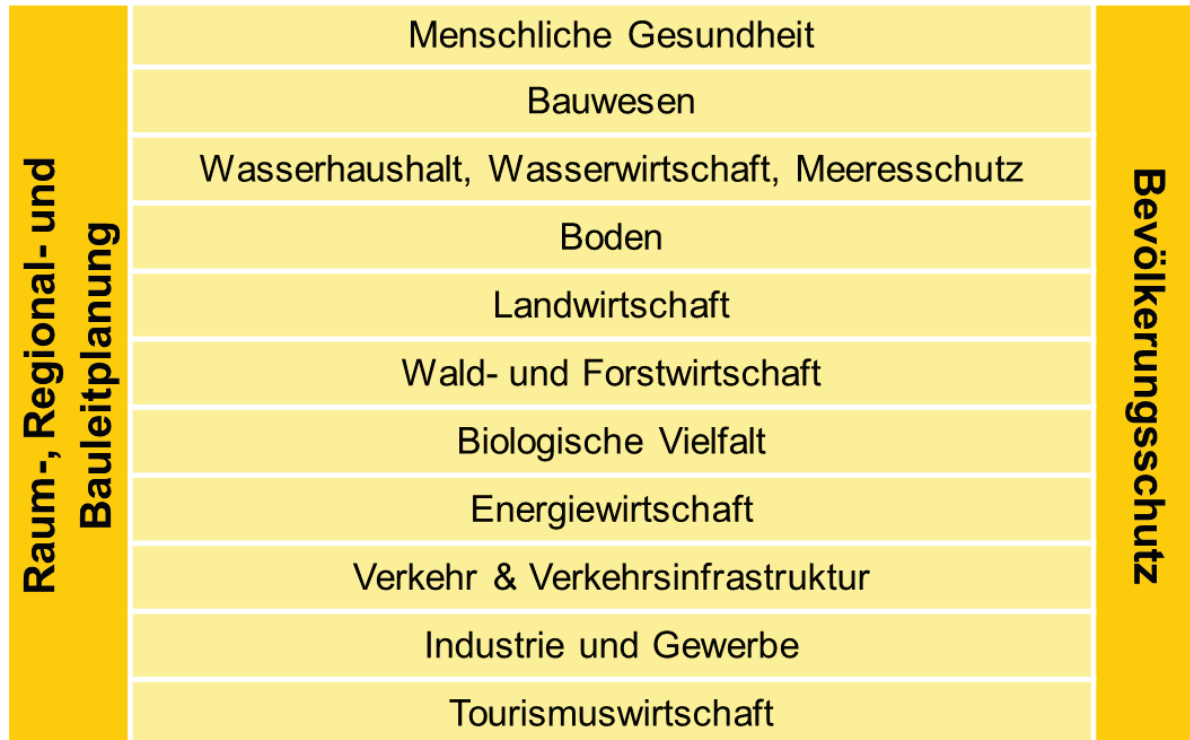 Raum-, Regional- und
Bauleitplanung
Menschliche Gesundheit
Bauwesen
Wasserhaushalt, Wasserwirtschaft, Meeresschutz
Boden
Landwirtschaft
Wald- und Forstwirtschaft
Biologische Vielfalt
Energiewirtschaft
Verkehr & Verkehrsinfrastruktur
Industrie und Gewerbe
Tourismuswirtschaft
Bevölkerungsschutz